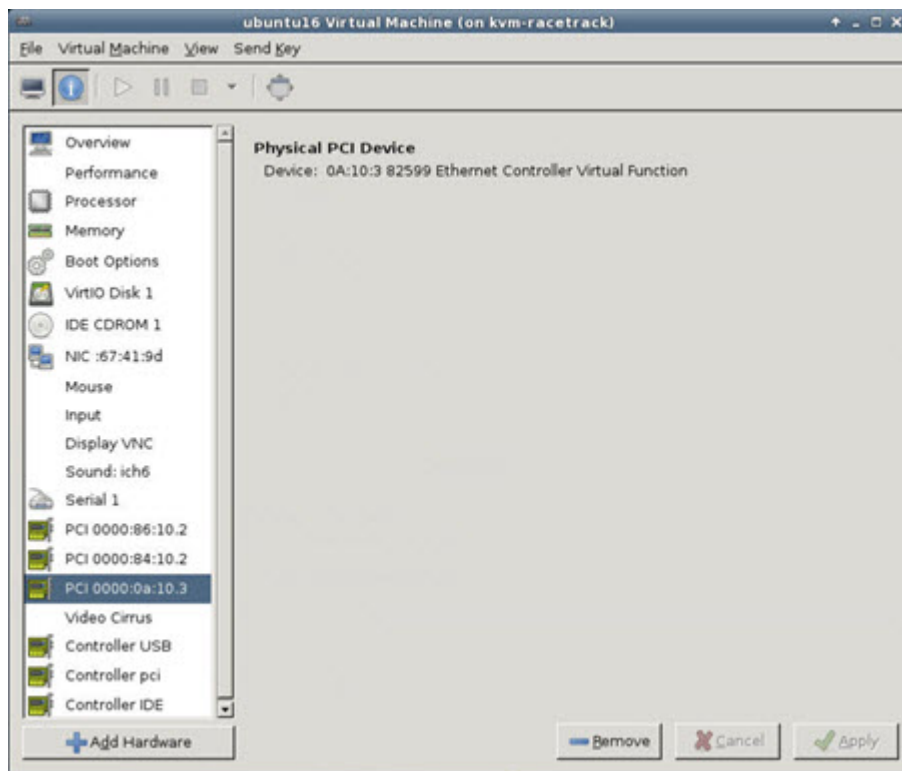 ubuntu16 Virtual Machine (on kvm-racetrack)
File Virtual Machine View Send Key
Overview
Performance
Processor
Memory
Boot Options
VirtIO Disk 1
IDE CDROM 1
NIC :67:41:9d
Mouse
Input
Display VNC
Sound: ich6
Serial 1
PCI 0000:86:10.2
PCI 0000:84:10.2
PCI 0000:0a:10.3
Video Cirrus
Controller USB
Controller pci
Controller IDE
Add Hardware
Physical PCI Device
Device: 0A:10:3 82599 Ethernet Controller Virtual Function
Remove Cancel Apply